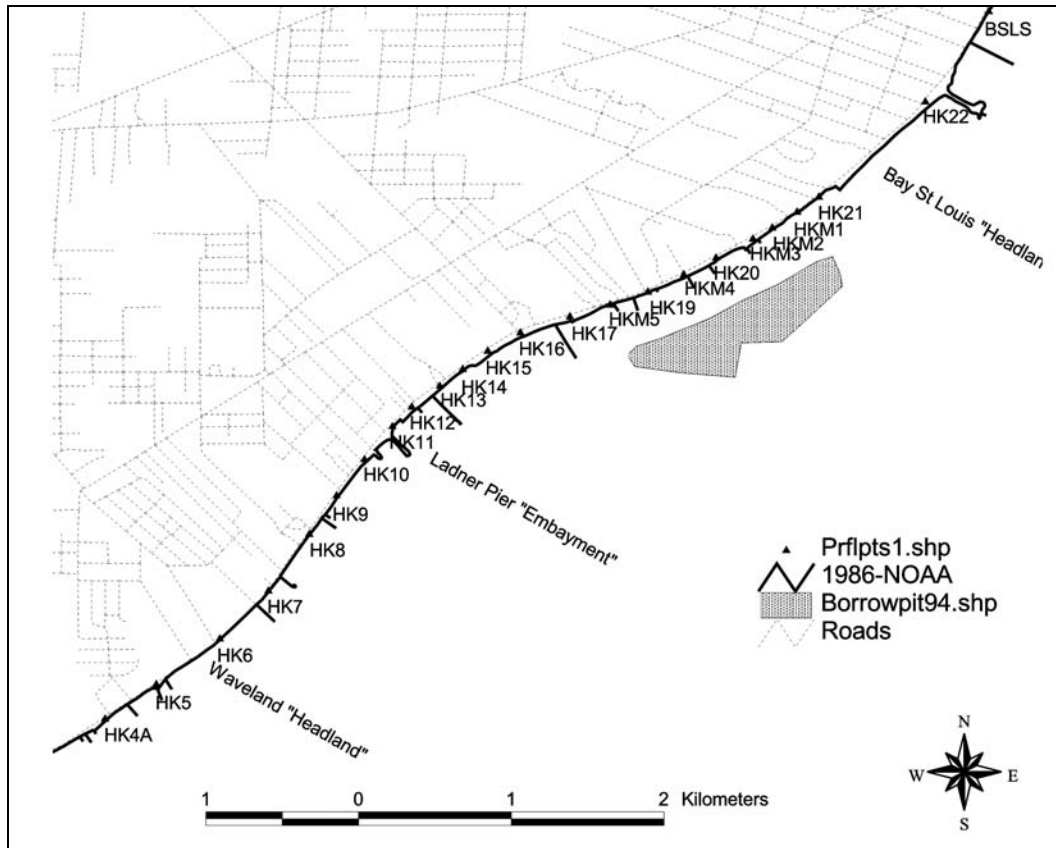 BSLS
HK22
Bay St Louis "Headlan
HK21
HKM1
HKM2
HKM3
HK20
HKM4
HK19
HKM5
HK17
HK16
HK15
HK14
HK13
HK12
HK11
HK10
Ladner Pier "Embayment"
HK9
HK8
HK7
HK6
Waveland "Headland"
HK5
HK4A
Prflpts1.shp
1986-NOAA
Borrowpit94.shp
Roads
N
W E
S
1 0 1 2 Kilometers